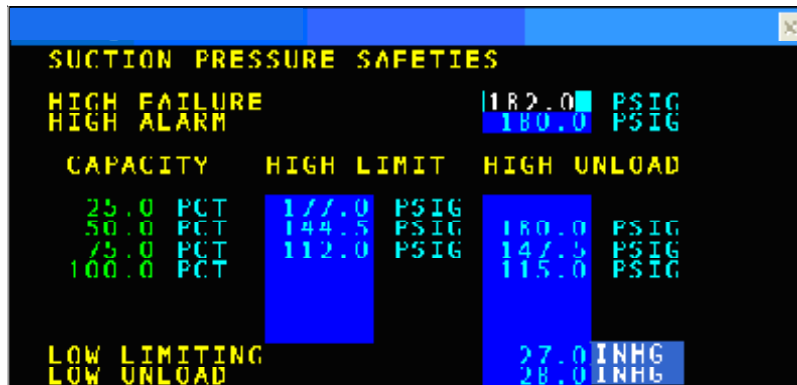 SUCTION PRESSURE SAFETIES
HIGH FAILURE 182.0 PSIG
HIGH ALARM 180.0 PSIG
CAPACITY HIGH LIMIT HIGH UNLOAD
25.0 PCT 177.0 PSIG
50.0 PCT 144.5 PSIG 180.0 PSIG
75.0 PCT 112.0 PSIG 147.5 PSIG
100.0 PCT 115.0 PSIG
LOW LIMITING 27.0 INHG
LOW UNLOAD 28.0 INHG